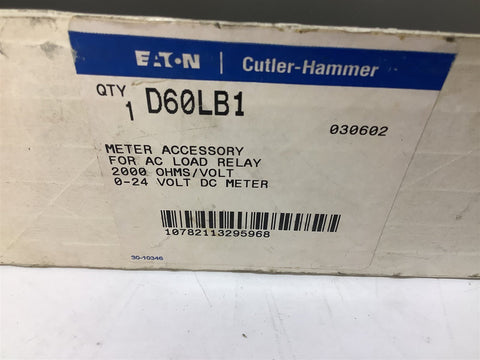 EATON | Cutler-Hammer
QTY
1 D60LB1
030602
METER ACCESSORY
FOR AC LOAD RELAY
2000 OHMS/VOLT
0-24 VOLT DC METER
10782113295968
30-10346